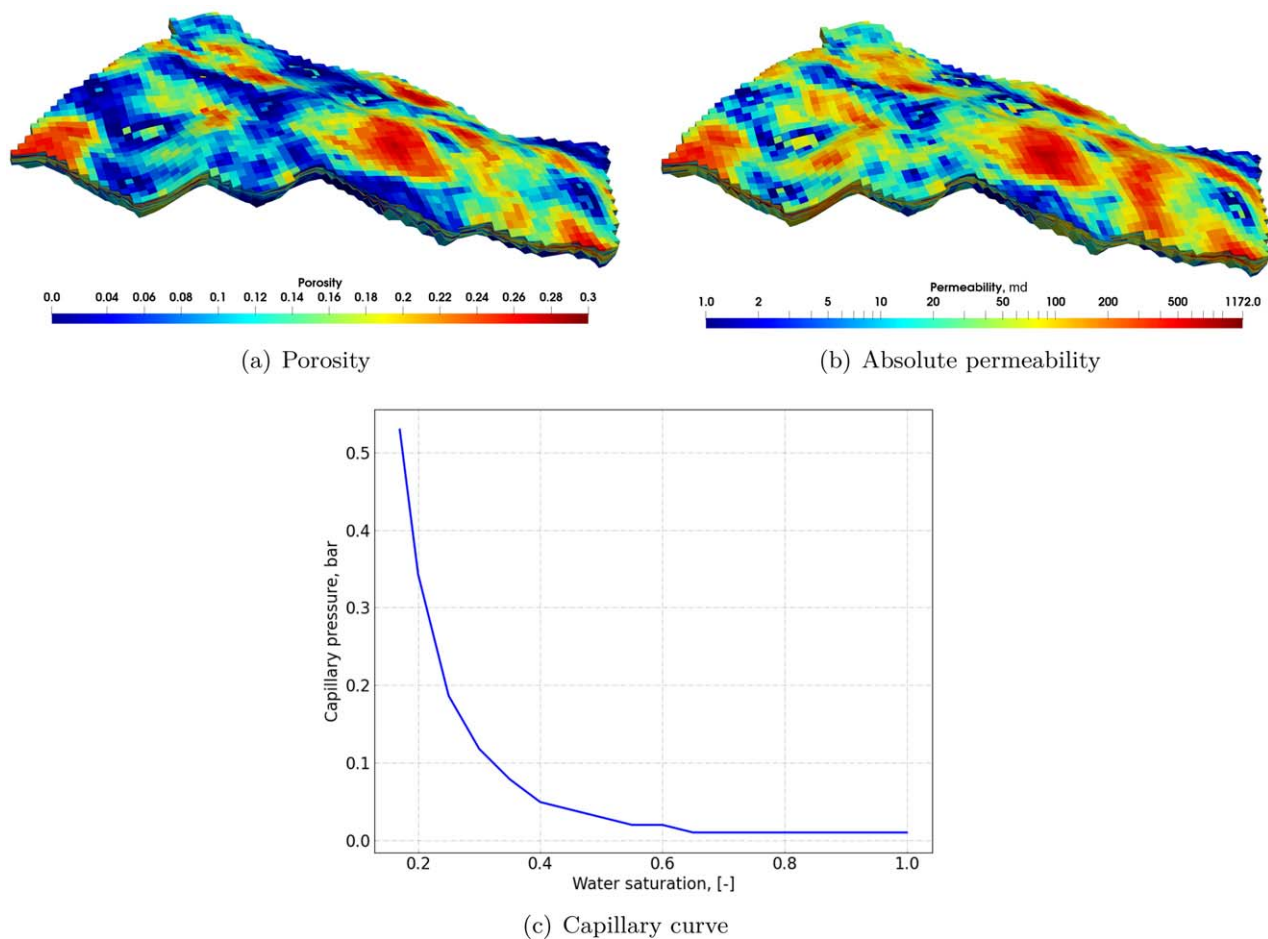 Porosity
0.0 0.04 0.06 0.08 0.1 0.12 0.14 0.16 0.18 0.2 0.22 0.24 0.26 0.28 0.3
(a) Porosity
Permeability, md
1.0 2 5 10 20 50 100 200 500 1172.0
(b) Absolute permeability
Capillary pressure, bar
0.5
0.4
0.3
0.2
0.1
0.0
0.2 0.4 0.6 0.8 1.0
Water saturation, [-]
(c) Capillary curve